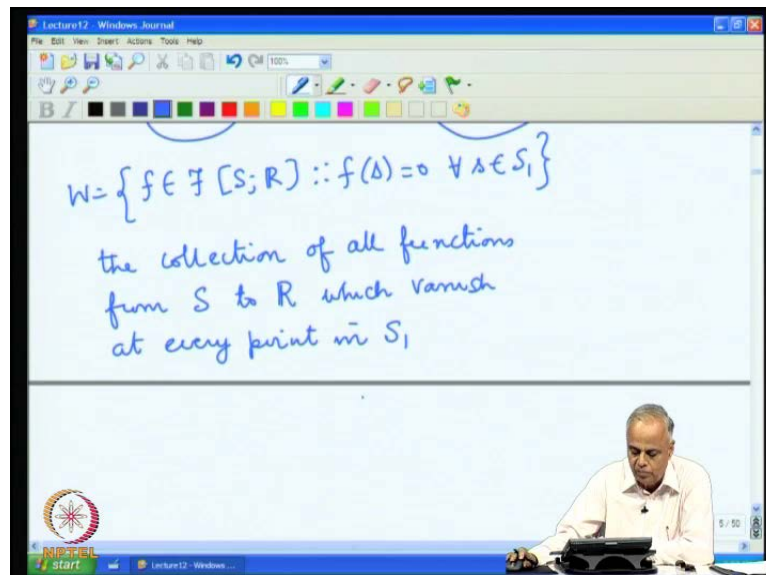 Lecture12 - Windows Journal
File Edit View Insert Actions Tools Help
100%
B I
W = { f ∈ F [S; R] :: f(s) = 0 ∀ s ∈ S₁ }
the collection of all functions
from S to R which vanish
at every point in S₁
5 / 50
NPTEL
start Lecture12 - Windows ...